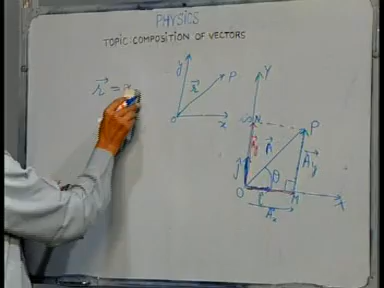 PHYSICS
TOPIC:COMPOSITION OF VECTORS
y
r⃗
P
O
x
r⃗ =
Y
N
P
A⃗
A⃗y
θ
O
M
X
A⃗x